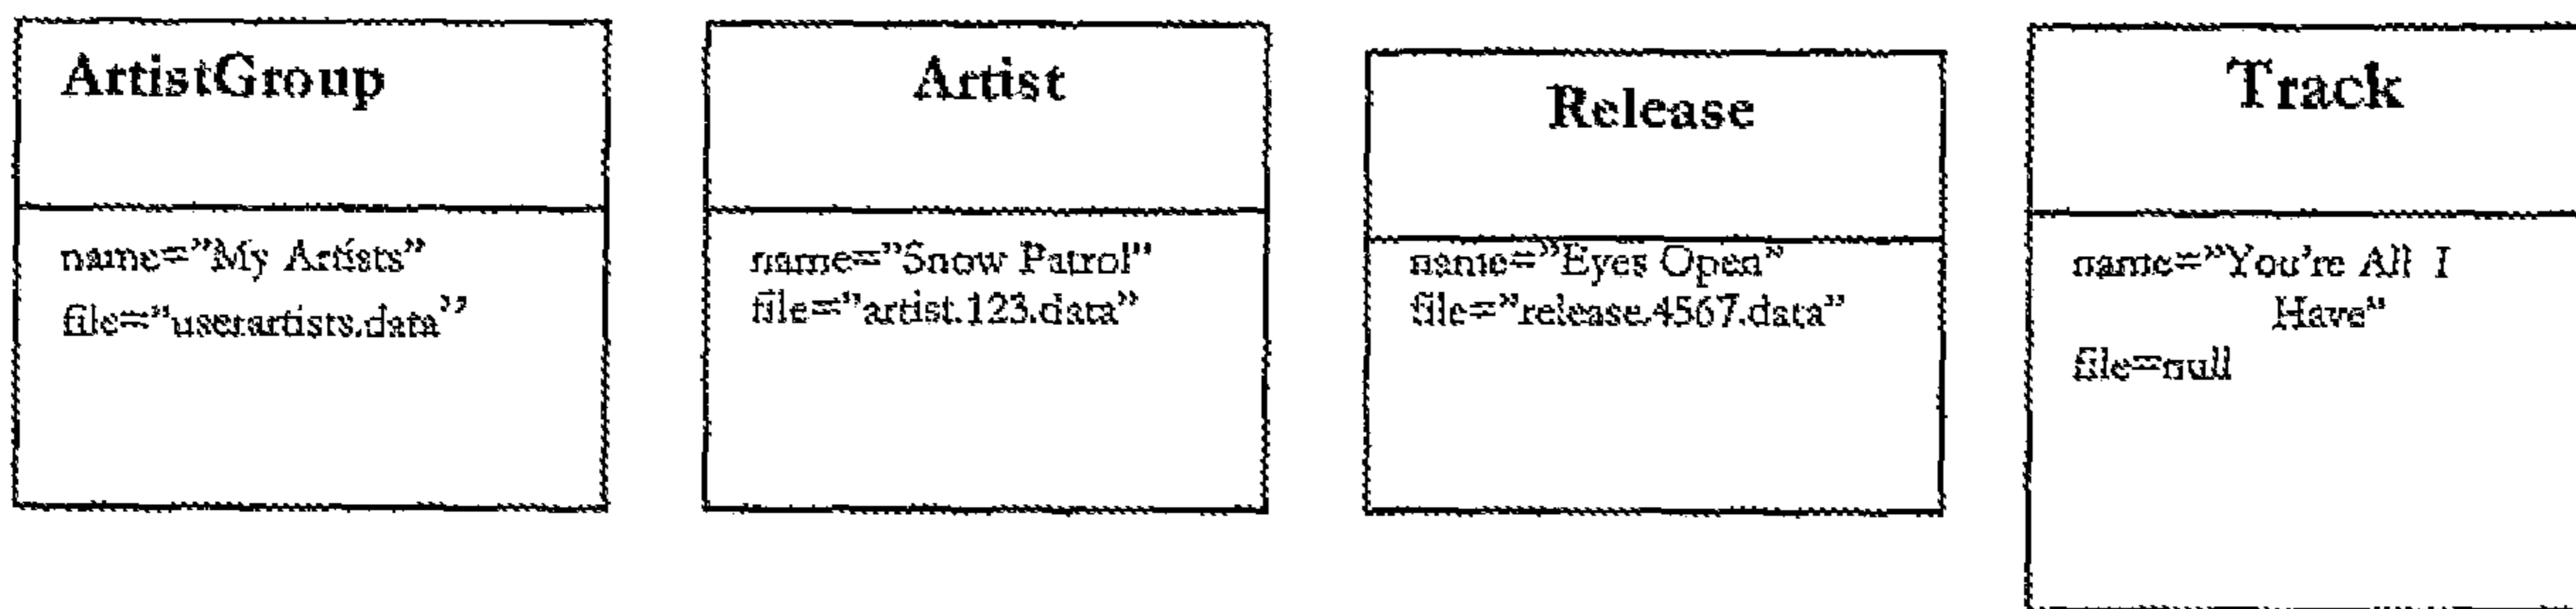 ArtistGroup
name=”My Artists”
file=”userartists.data”
Artist
name=”Snow Patrol”
file=”artist.123.data”
Release
name=”Eyes Open”
file=”release.4567.data”
Track
name=”You're All I
Have”
file=null